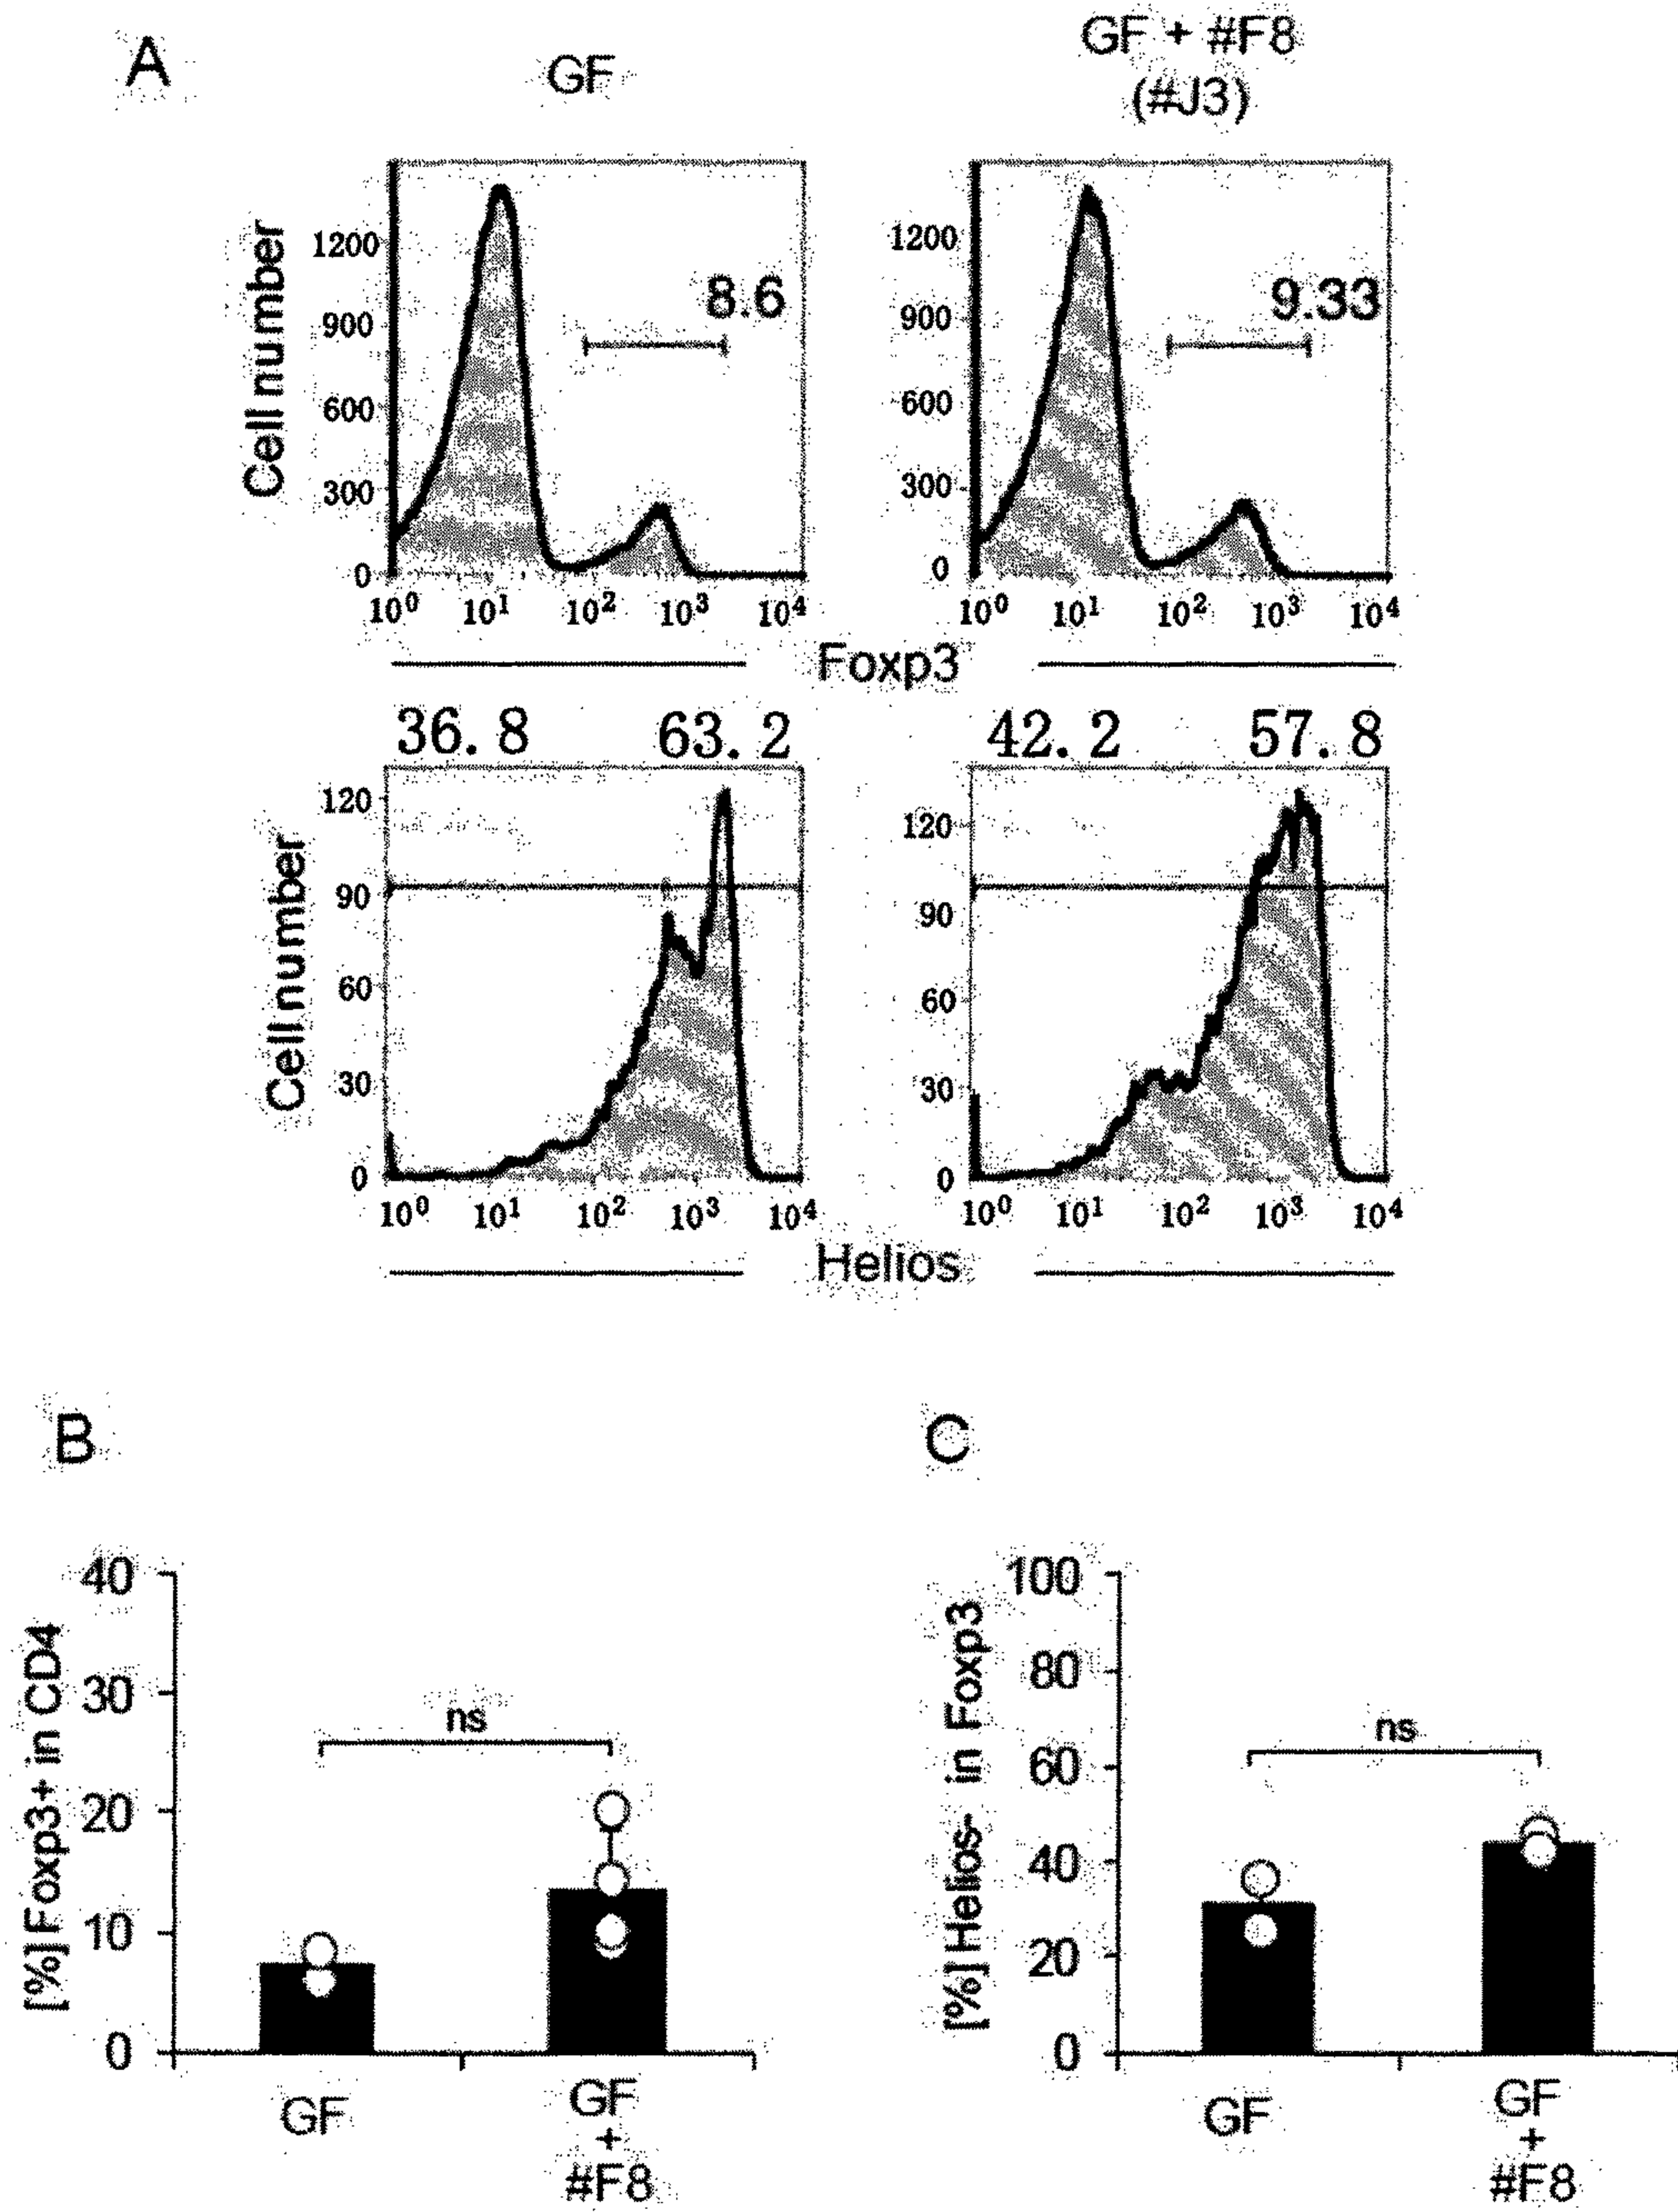 A
GF
GF + #F8
(#J3)
Cell number
1200
900
600
300
0
8.6
10⁰ 10¹ 10² 10³ 10⁴
1200
900
600
300
0
9.33
10⁰ 10¹ 10² 10³ 10⁴
Foxp3
36.8 63.2
Cell number
120
90
60
30
0
10⁰ 10¹ 10² 10³ 10⁴
42.2 57.8
120
90
60
30
0
10⁰ 10¹ 10² 10³ 10⁴
Helios
B
[%] Foxp3+ in CD4
40
30
20
10
0
ns
GF
GF
+
#F8
C
[%] Helios- in Foxp3
100
80
60
40
20
0
ns
GF
GF
+
#F8